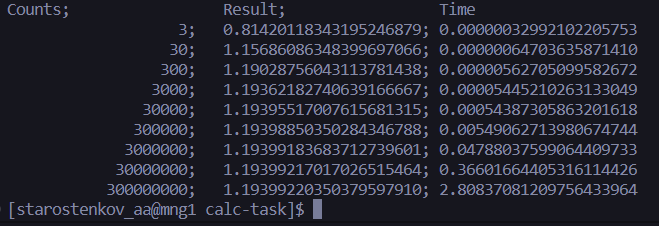 Counts; Result; Time
3; 0.81420118343195246879; 0.00000032992102205753
30; 1.15686086348399697066; 0.00000064703635871410
300; 1.19028756043113781438; 0.00000562705099582672
3000; 1.19362182740639166667; 0.00005445210263133049
30000; 1.19395517007615681315; 0.00054387305863201618
300000; 1.19398850350284346788; 0.00549062713980674744
3000000; 1.19399183683712739601; 0.04788037599064409733
30000000; 1.19399217017026515464; 0.36601664405316114426
300000000; 1.19399220350379597910; 2.80837081209756433964
[starostenkov_aa@mng1 calc-task]$